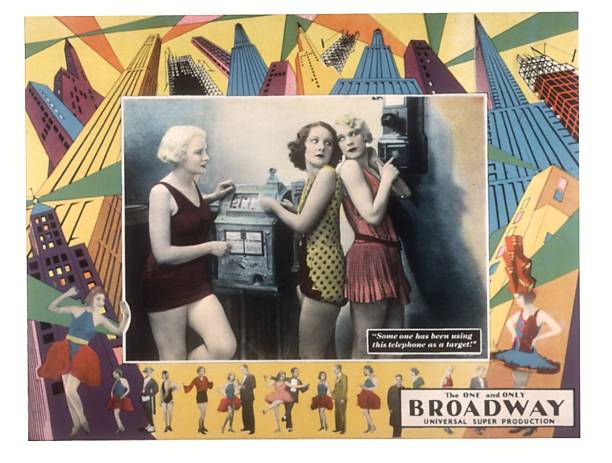 "Some one has been using
this telephone as a target!"
The ONE and ONLY
BROADWAY
UNIVERSAL SUPER PRODUCTION